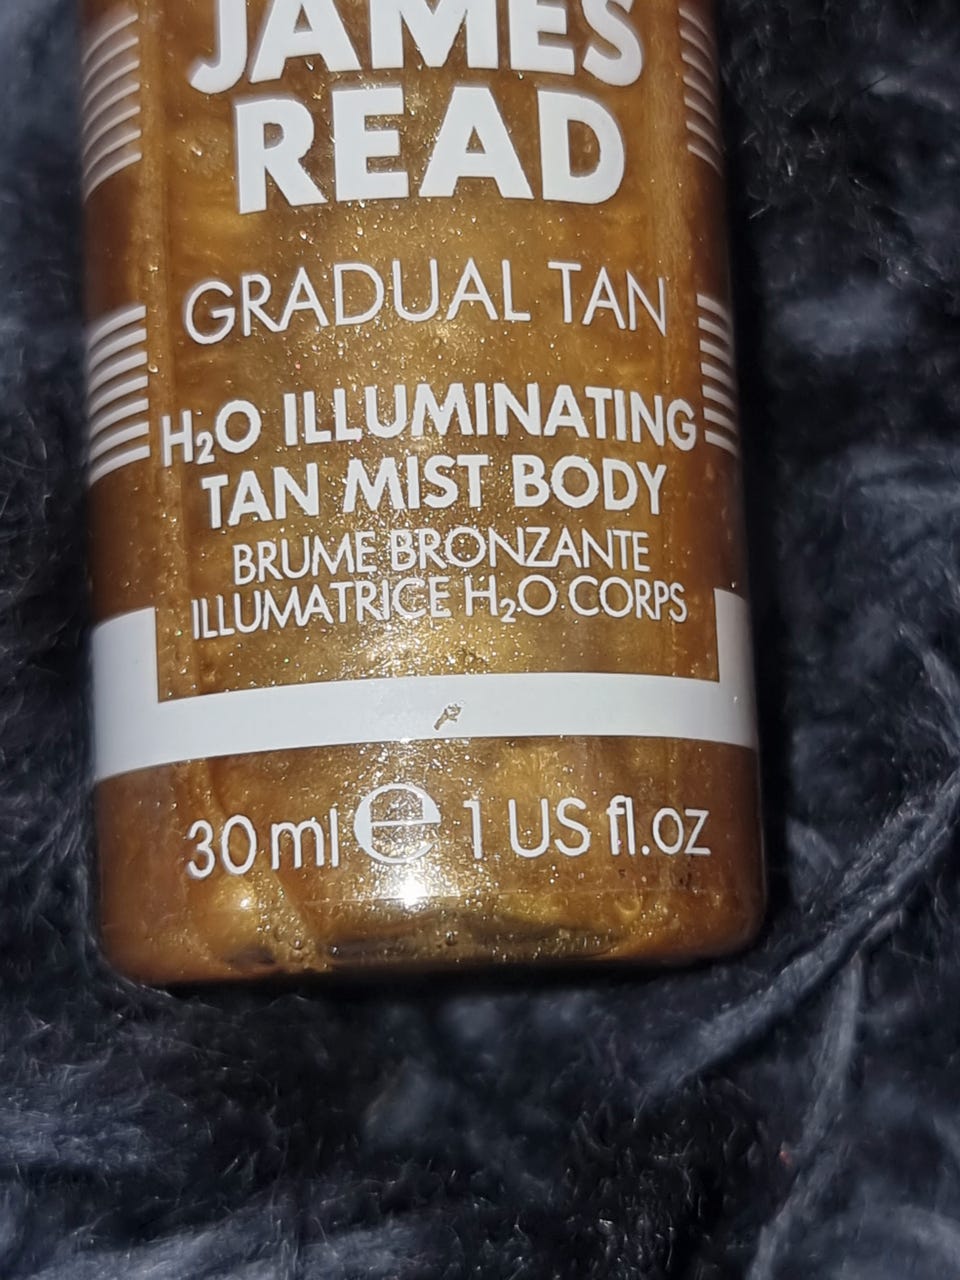 JAMES
READ
GRADUAL TAN
H₂O ILLUMINATING
TAN MIST BODY
BRUME BRONZANTE
ILLUMATRICE H₂O CORPS
30 ml ℮ 1 US fl.oz